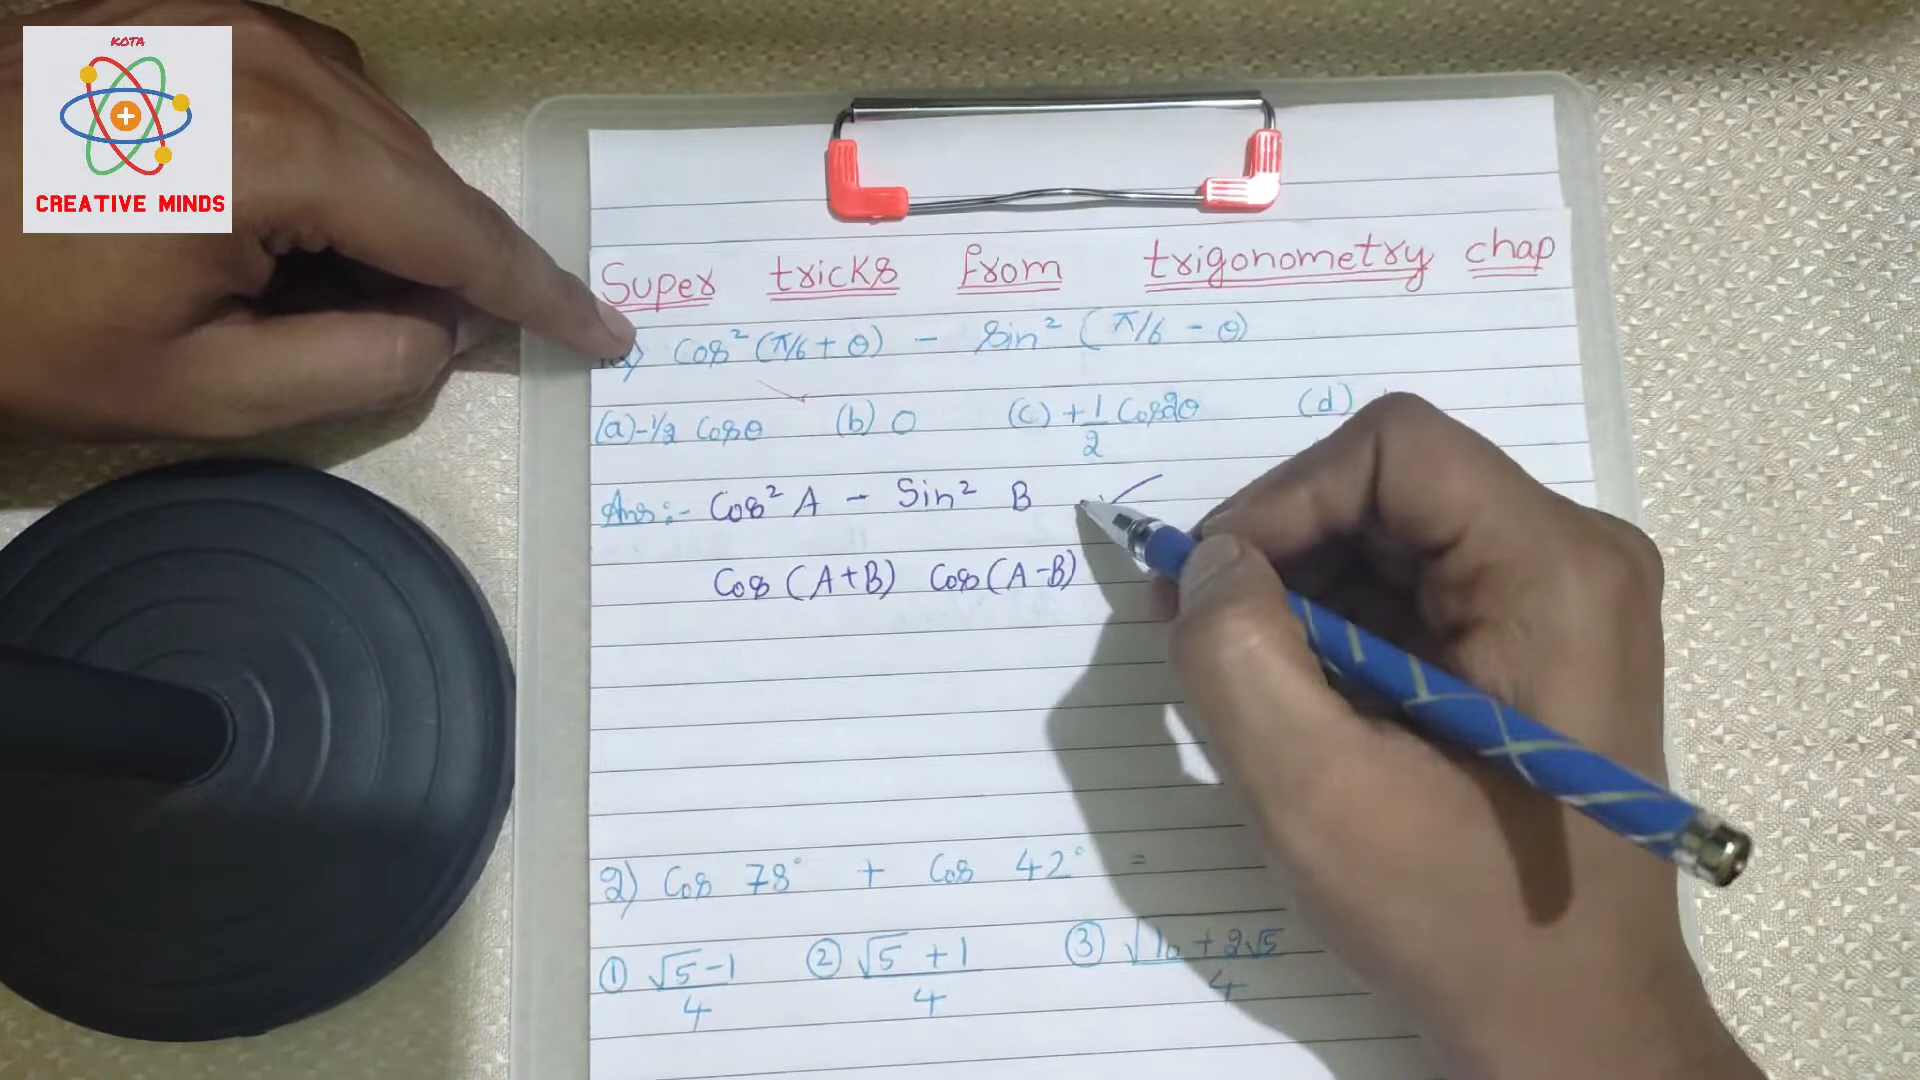 KOTA
CREATIVE MINDS
Super tricks from trigonometry chap
Cos² (π/6 + θ) - Sin² ( π/6 - θ)
(a) -1/2 Cosθ (b) 0 (c) +1/2 Cos2θ (d)
Ans:- Cos² A - Sin² B
Cos (A+B) Cos (A-B)
2) Cos 78° + Cos 42° =
① √5-1/4 ② √5 +1/4 ③ √10 + 2√5/4